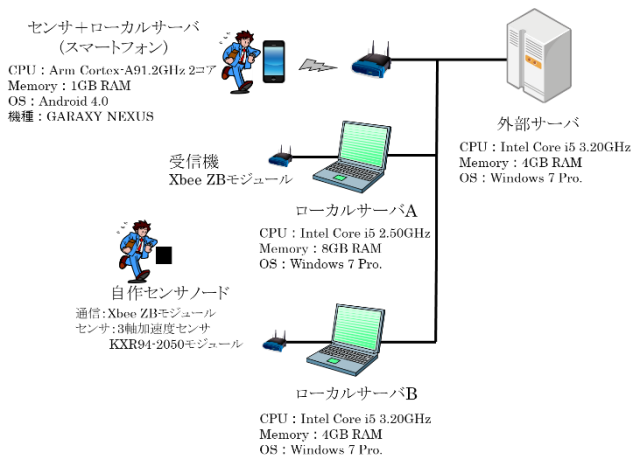 センサ＋ローカルサーバ
(スマートフォン)
CPU：Arm Cortex-A91.2GHz 2コア
Memory：1GB RAM
OS：Android 4.0
機種：GARAXY NEXUS
外部サーバ
CPU：Intel Core i5 3.20GHz
Memory：4GB RAM
OS：Windows 7 Pro.
受信機
Xbee ZBモジュール
ローカルサーバA
CPU：Intel Core i5 2.50GHz
Memory：8GB RAM
OS：Windows 7 Pro.
自作センサノード
通信：Xbee ZBモジュール
センサ：3軸加速度センサ
KXR94-2050モジュール
ローカルサーバB
CPU：Intel Core i5 3.20GHz
Memory：4GB RAM
OS：Windows 7 Pro.